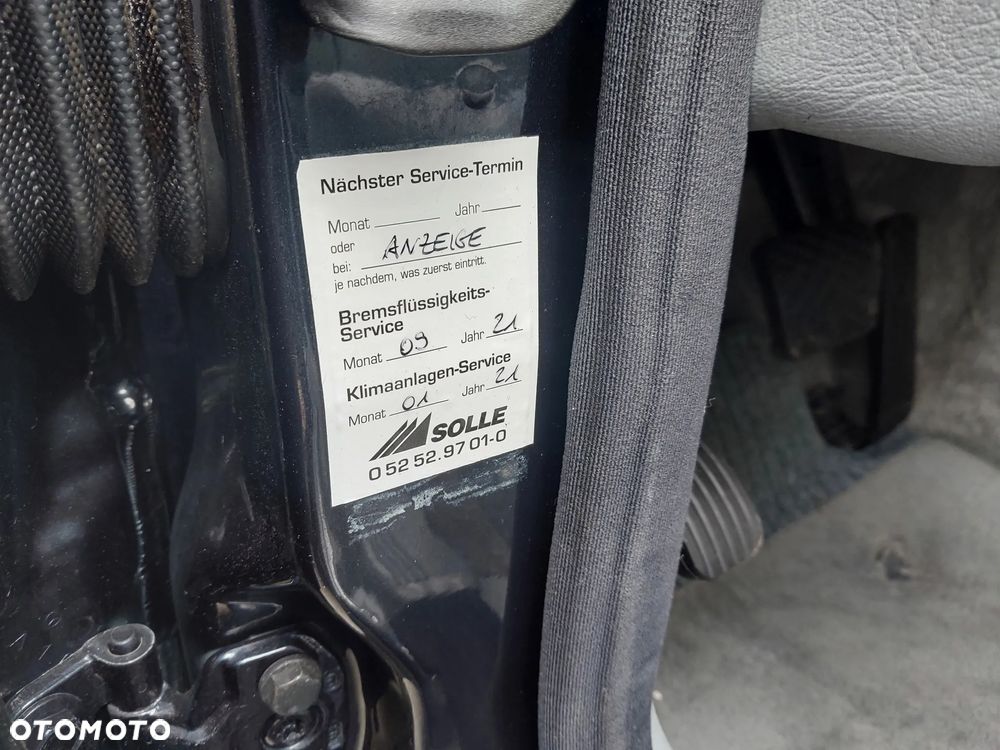 Nächster Service-Termin
Monat Jahr
oder
bei: ANZEIGE
je nachdem, was zuerst eintritt.
Bremsflüssigkeits-
Service
Monat 09 Jahr 21
Klimaanlagen-Service
Monat 01 Jahr 21
SOLLE
0 52 52.97 01-0
OTOMOTO